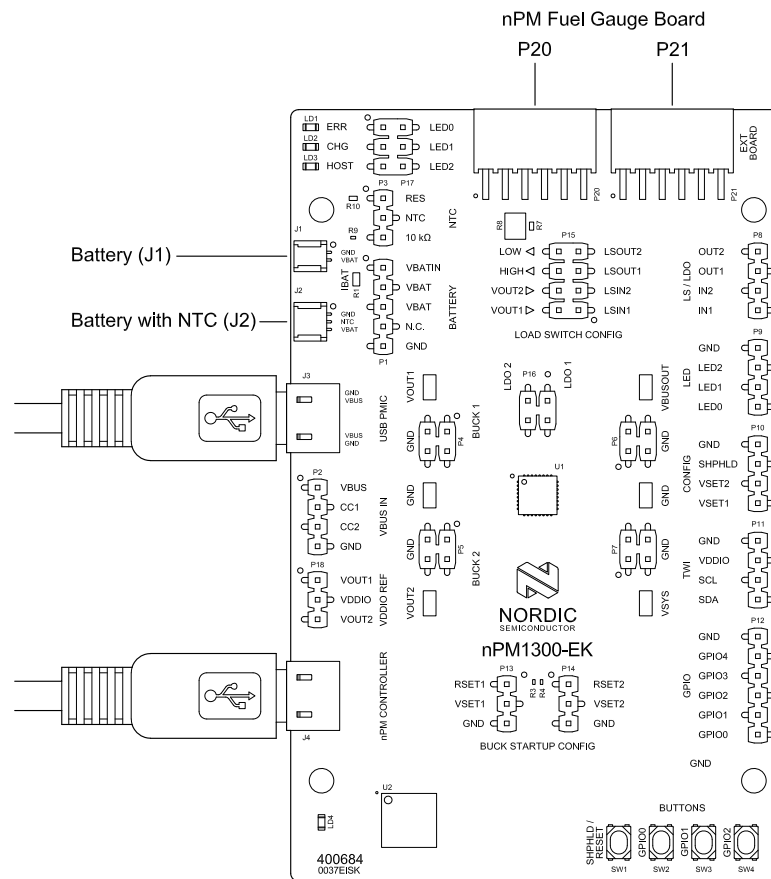 nPM Fuel Gauge Board
P20 P21
LD1 ERR LED0
LD2 CHG LED1
LD3 HOST LED2
P3 P17
EXT BOARD
P20 P21
R10 RES
NTC
R9 10 kΩ
NTC
R8 R7
P15
LOW LSOUT2
HIGH LSOUT1
VOUT2 LSIN2
VOUT1 LSIN1
LOAD SWITCH CONFIG
P8
OUT2
OUT1
IN2
IN1
LS / LDO
Battery (J1)
J1
GND
VBAT
Battery with NTC (J2)
J2
GND
NTC
VBAT
IBAT
R1
VBATIN
VBAT
VBAT
N.C.
GND
BATTERY
P1
P9
GND
LED2
LED1
LED0
LED
J3
GND
VBUS
VBUS
GND
USB PMIC
VOUT1
GND P4
BUCK 1
LDO 2 P16 LDO 1
VBUSOUT
P6 GND
U1
P10
GND
SHPHLD
VSET2
VSET1
CONFIG
P2
VBUS
CC1
CC2
GND
VBUS IN
GND
GND
GND P5
BUCK 2
VOUT2
P7 GND
VSYS
P11
GND
VDDIO
SCL
SDA
TWI
P18
VOUT1
VDDIO
VOUT2
VDDIO REF
NORDIC
SEMICONDUCTOR
nPM1300-EK
P12
GND
GPIO4
GPIO3
GPIO2
GPIO1
GPIO0
GPIO
nPM CONTROLLER
J4
P13 P14
RSET1 R3 R4 RSET2
VSET1 VSET2
GND GND
BUCK STARTUP CONFIG
GND
U2
LD4
400684
0037EISK
BUTTONS
SHPHLD / RESET GPIO0 GPIO1 GPIO2
SW1 SW2 SW3 SW4